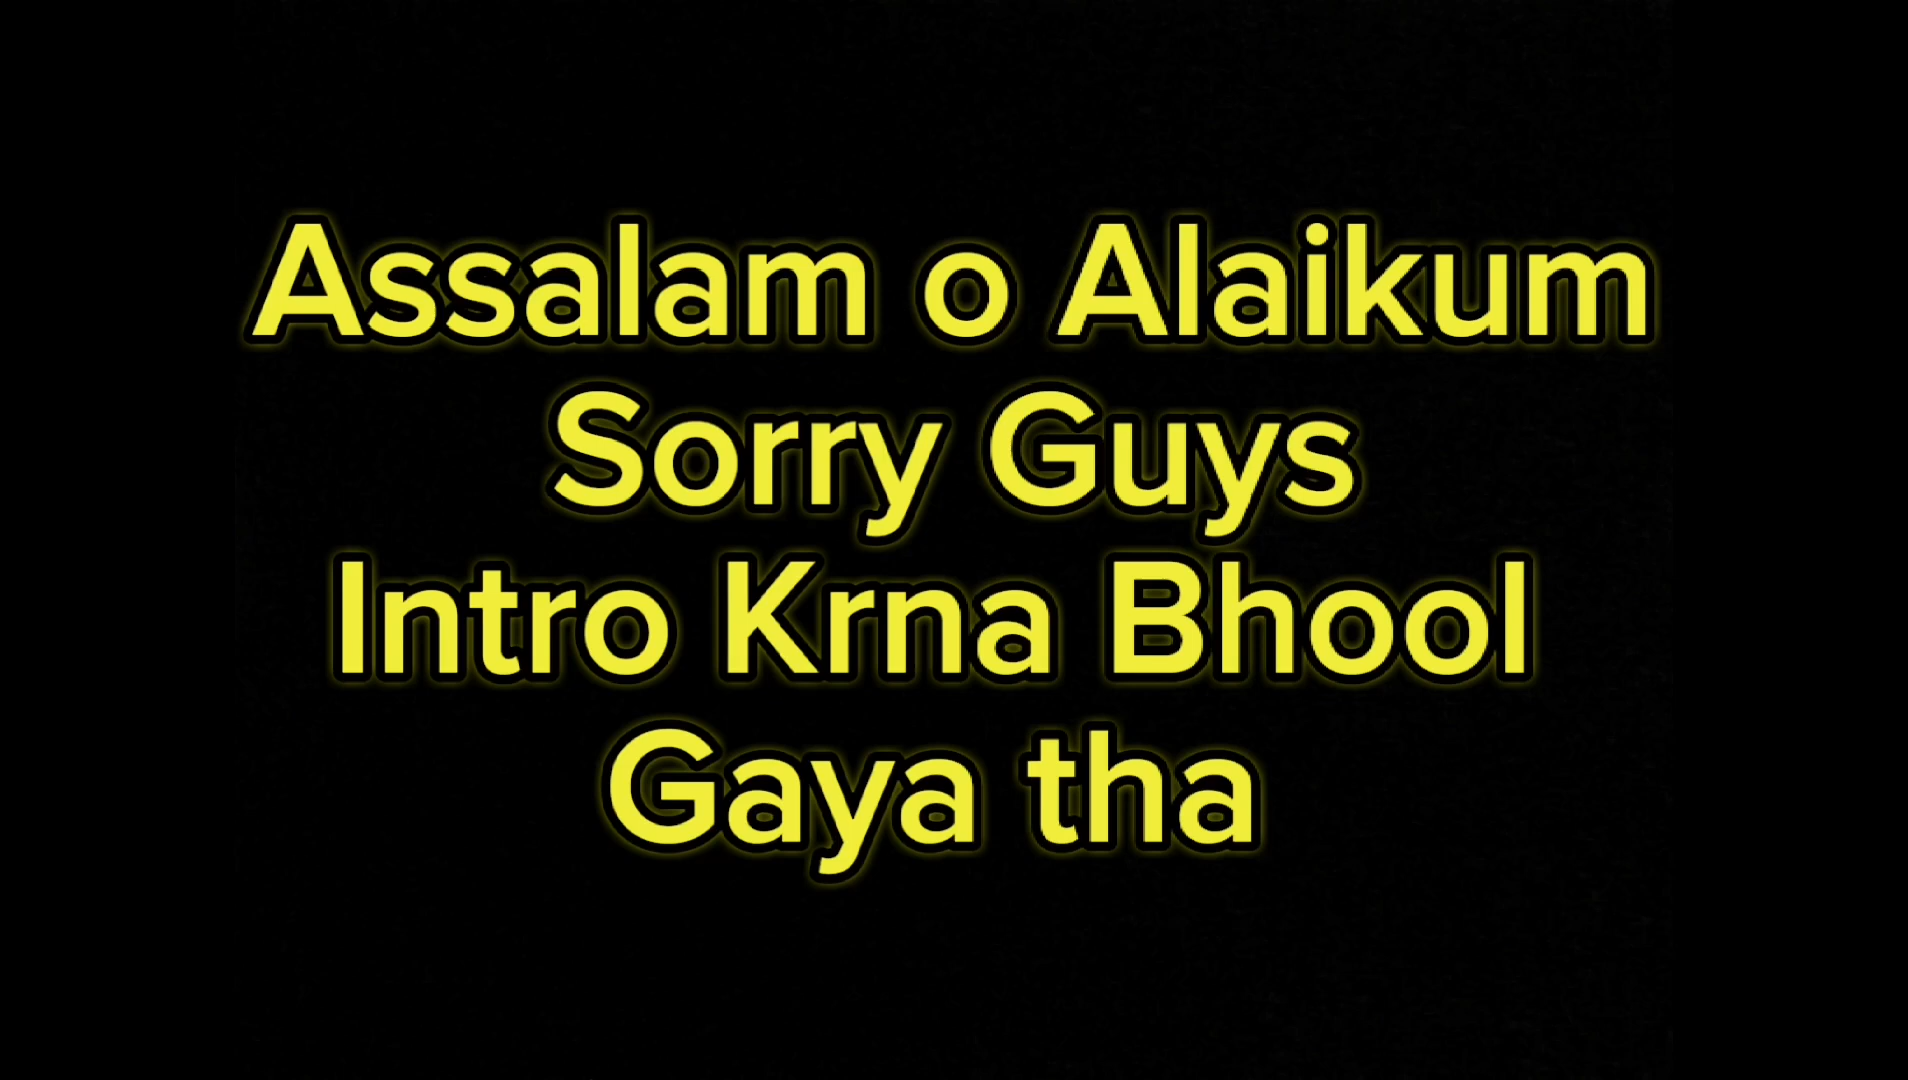 Assalam o Alaikum
Sorry Guys
Intro Krna Bhool
Gaya tha